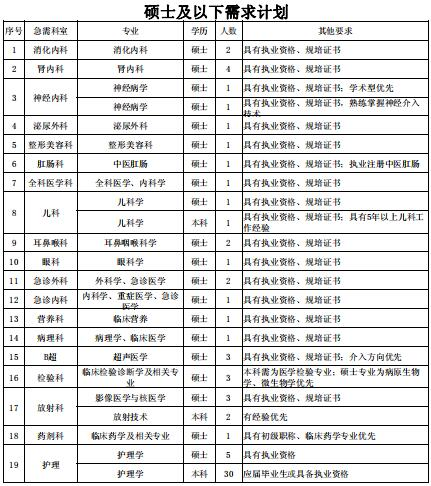 硕士及以下需求计划
序号 急需科室 专业 学历 人数 其他要求
1 消化内科 消化内科 硕士 2 具有执业资格、规培证书
2 肾内科 肾内科 硕士 4 具有执业资格、规培证书
3 神经内科 神经病学 硕士 1 具有执业资格、规培证书；学术型优先
神经病学 硕士 1 具有执业资格、规培证书，熟练掌握神经介入
技术
4 泌尿外科 泌尿外科 硕士 1 具有执业资格、规培证书
5 整形美容科 整形美容科 硕士 1 具有执业资格、规培证书
6 肛肠科 中医肛肠 硕士 1 具有执业资格、规培证书；执业注册中医肛肠
7 全科医学科 全科医学、内科学 硕士 1 具有执业资格、规培证书
8 儿科 儿科学 硕士 1 具有执业资格、规培证书
儿科学 本科 1 具有执业资格、规培证书；具有5年以上儿科工
作经验
9 耳鼻喉科 耳鼻咽喉科学 硕士 2 具有执业资格、规培证书
10 眼科 眼科学 硕士 1 具有执业资格、规培证书
11 急诊外科 外科学、急诊医学 硕士 2 具有执业资格、规培证书
12 急诊内科 内科学、重症医学、急诊
医学 硕士 1 具有执业资格、规培证书
13 营养科 临床营养 硕士 1 具有执业资格、规培证书
14 病理科 病理学、临床医学 硕士 1 具有执业资格、规培证书
15 B超 超声医学 硕士 3 具有执业资格、规培证书；介入方向优先
16 检验科 临床检验诊断学及相关专
业 硕士 3 本科需为医学检验专业；硕士专业为病原生物
学、微生物学优先
17 放射科 影像医学与核医学 硕士 3 具有执业资格、规培证书
放射技术 本科 2 有经验优先
18 药剂科 临床药学及相关专业 硕士 1 具有初级职称、临床药学专业优先
19 护理 护理学 硕士 5 具有执业资格
护理学 本科 30 应届毕业生或具备执业资格